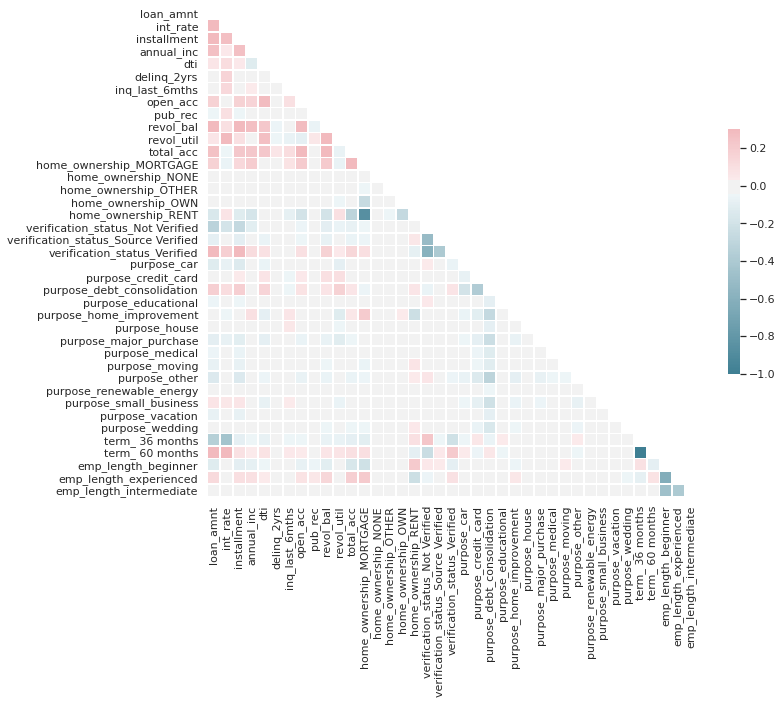 loan_amnt
int_rate
installment
annual_inc
dti
delinq_2yrs
inq_last_6mths
open_acc
pub_rec
revol_bal
revol_util
total_acc
home_ownership_MORTGAGE
home_ownership_NONE
home_ownership_OTHER
home_ownership_OWN
home_ownership_RENT
verification_status_Not Verified
verification_status_Source Verified
verification_status_Verified
purpose_car
purpose_credit_card
purpose_debt_consolidation
purpose_educational
purpose_home_improvement
purpose_house
purpose_major_purchase
purpose_medical
purpose_moving
purpose_other
purpose_renewable_energy
purpose_small_business
purpose_vacation
purpose_wedding
term_ 36 months
term_ 60 months
emp_length_beginner
emp_length_experienced
emp_length_intermediate
loan_amnt
int_rate
installment
annual_inc
dti
delinq_2yrs
inq_last_6mths
open_acc
pub_rec
revol_bal
revol_util
total_acc
home_ownership_MORTGAGE
home_ownership_NONE
home_ownership_OTHER
home_ownership_OWN
home_ownership_RENT
verification_status_Not Verified
verification_status_Source Verified
verification_status_Verified
purpose_car
purpose_credit_card
purpose_debt_consolidation
purpose_educational
purpose_home_improvement
purpose_house
purpose_major_purchase
purpose_medical
purpose_moving
purpose_other
purpose_renewable_energy
purpose_small_business
purpose_vacation
purpose_wedding
term_ 36 months
term_ 60 months
emp_length_beginner
emp_length_experienced
emp_length_intermediate
0.2
0.0
−0.2
−0.4
−0.6
−0.8
−1.0